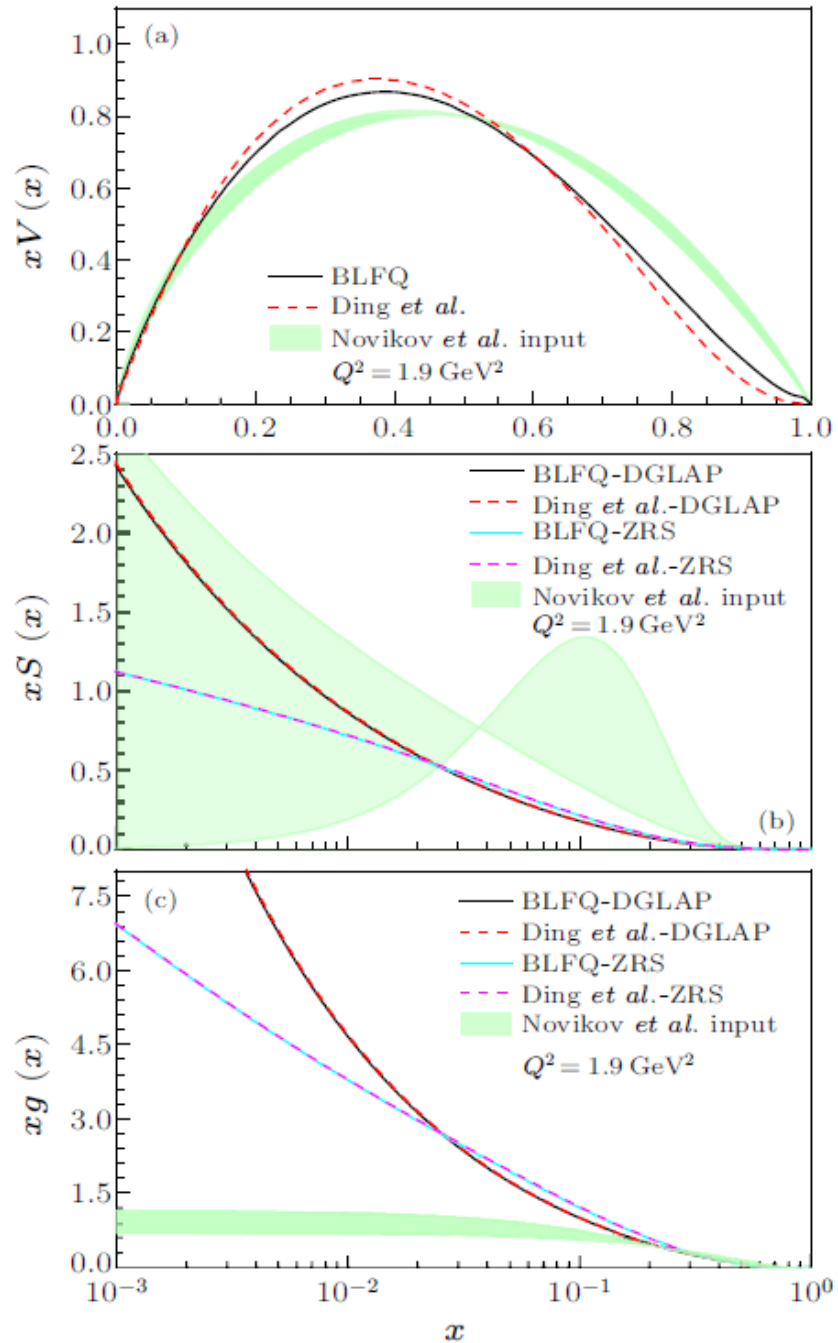 (a)
1.0
0.8
0.6
0.4
0.2
0.0
xV (x)
BLFQ
Ding et al.
Novikov et al. input
Q² = 1.9 GeV²
0.0 0.2 0.4 0.6 0.8 1.0
2.5
2.0
1.5
1.0
0.5
0.0
xS (x)
BLFQ-DGLAP
Ding et al.-DGLAP
BLFQ-ZRS
Ding et al.-ZRS
Novikov et al. input
Q² = 1.9 GeV²
(b)
(c)
7.5
6.0
4.5
3.0
1.5
0.0
xg (x)
BLFQ-DGLAP
Ding et al.-DGLAP
BLFQ-ZRS
Ding et al.-ZRS
Novikov et al. input
Q² = 1.9 GeV²
10⁻³ 10⁻² 10⁻¹ 10⁰
x